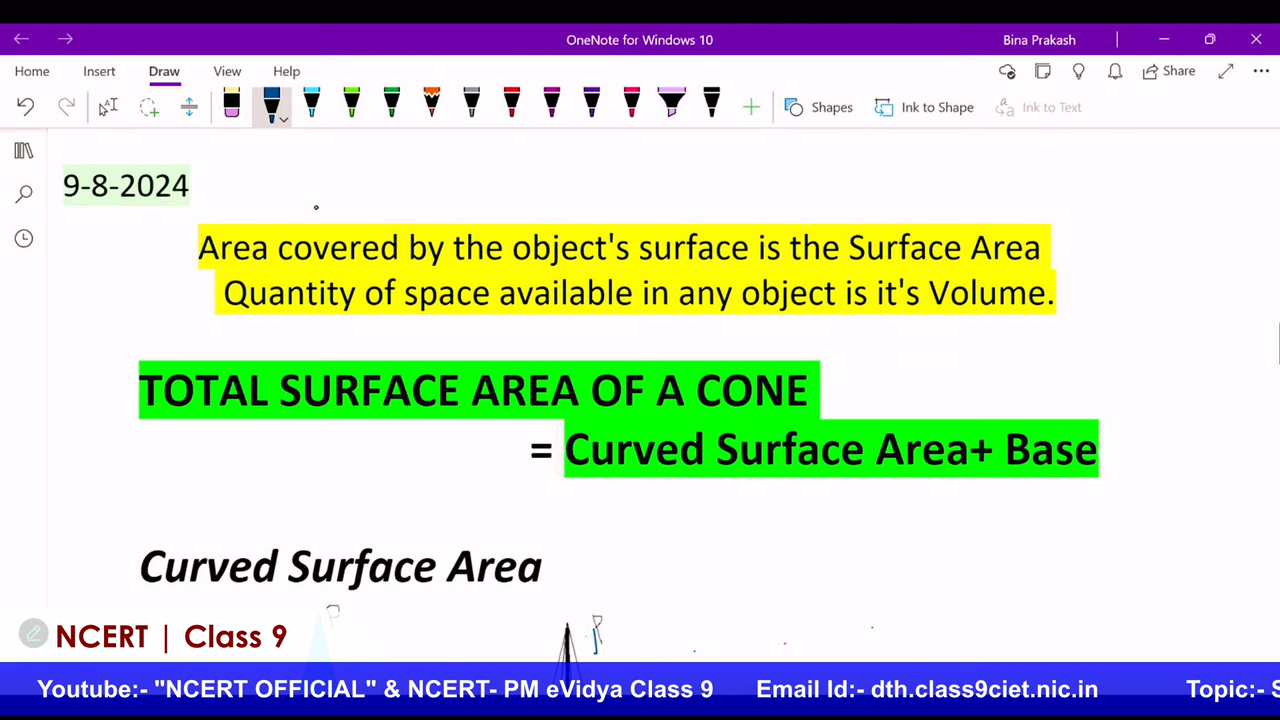 OneNote for Windows 10
Bina Prakash
Home Insert Draw View Help
Share
Shapes Ink to Shape Ink to Text
9-8-2024
Area covered by the object's surface is the Surface Area
Quantity of space available in any object is it's Volume.
TOTAL SURFACE AREA OF A CONE
= Curved Surface Area+ Base
Curved Surface Area
P
P
NCERT | Class 9
Youtube:- "NCERT OFFICIAL" & NCERT- PM eVidya Class 9 Email Id:- dth.class9ciet.nic.in Topic:- S